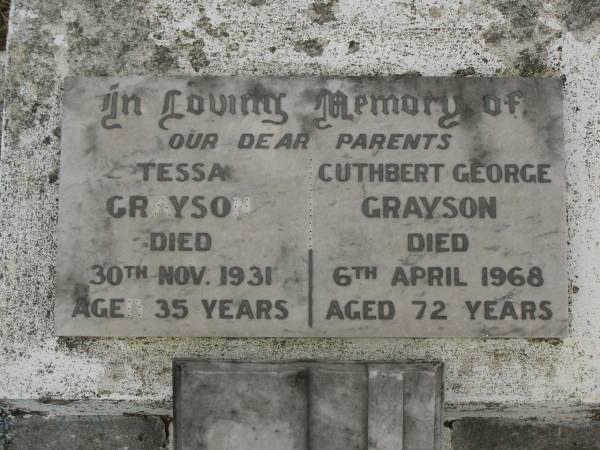 In Loving Memory of
OUR DEAR PARENTS
TESSA
GRAYSON
DIED
30TH NOV. 1931
AGED 35 YEARS
CUTHBERT GEORGE
GRAYSON
DIED
6TH APRIL 1968
AGED 72 YEARS